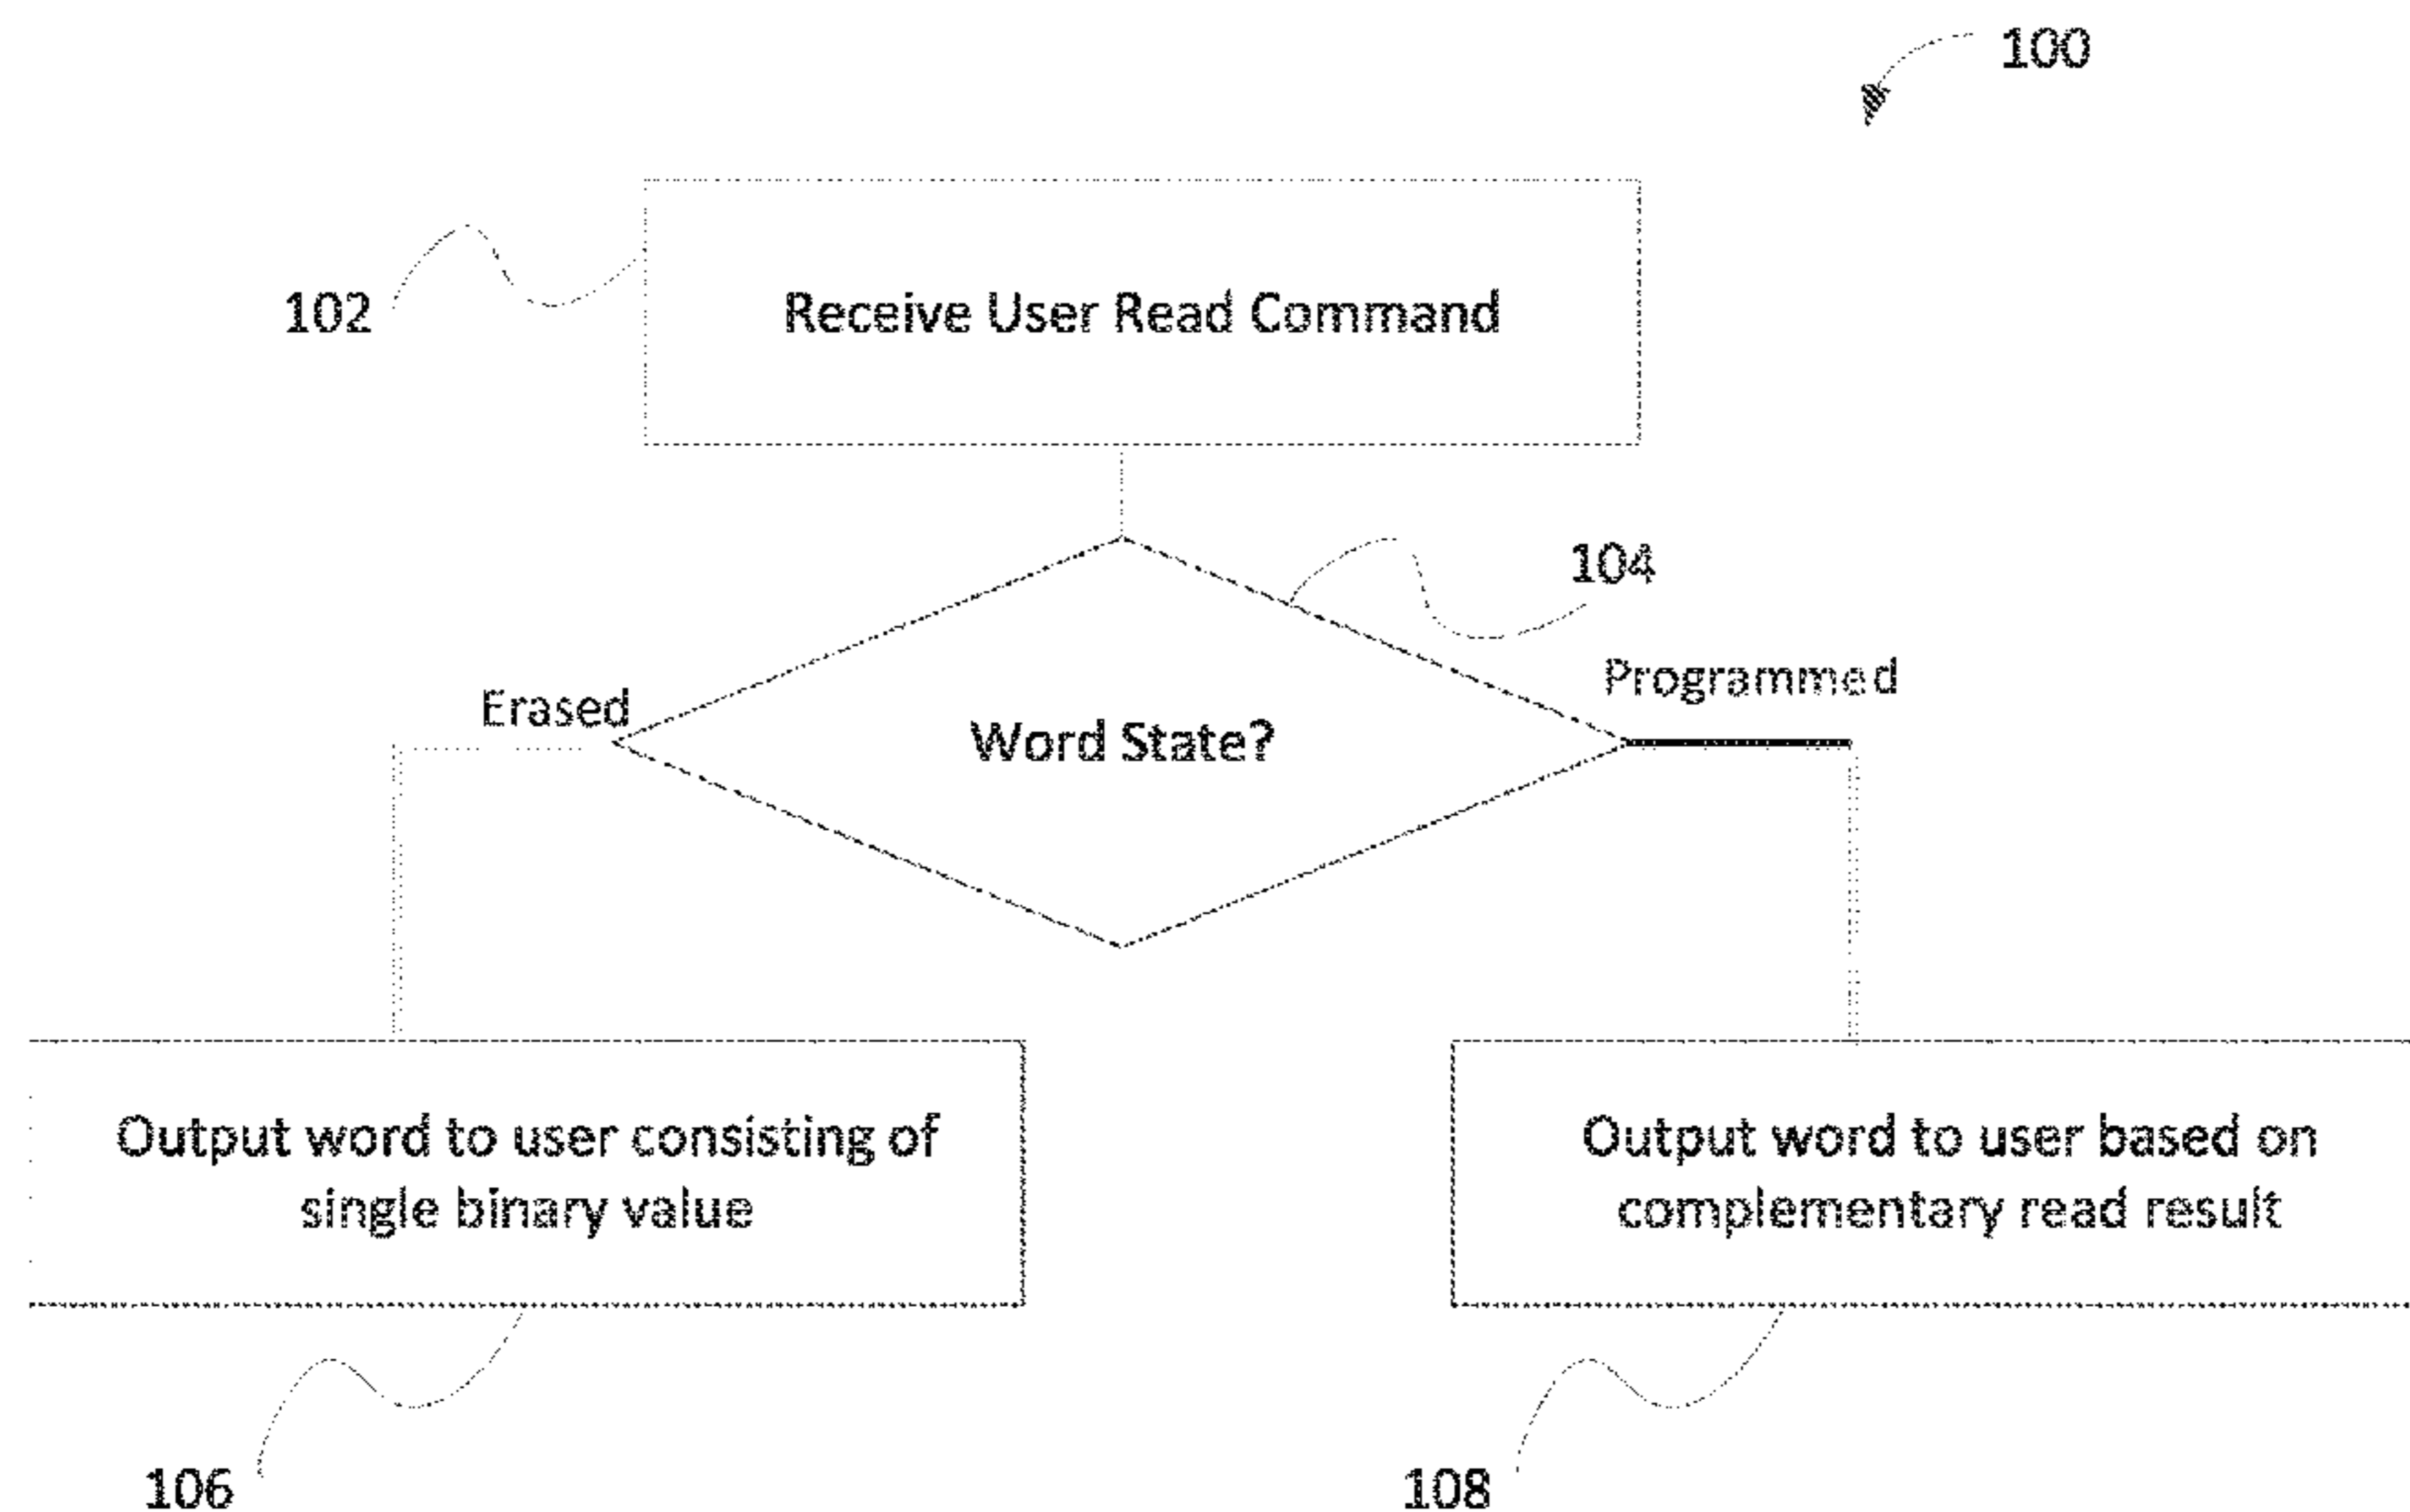 100
102
Receive User Read Command
104
Programmed
Erased
Word State?
Output word to user consisting of
single binary value
Output word to user based on
complementary read result
106
108